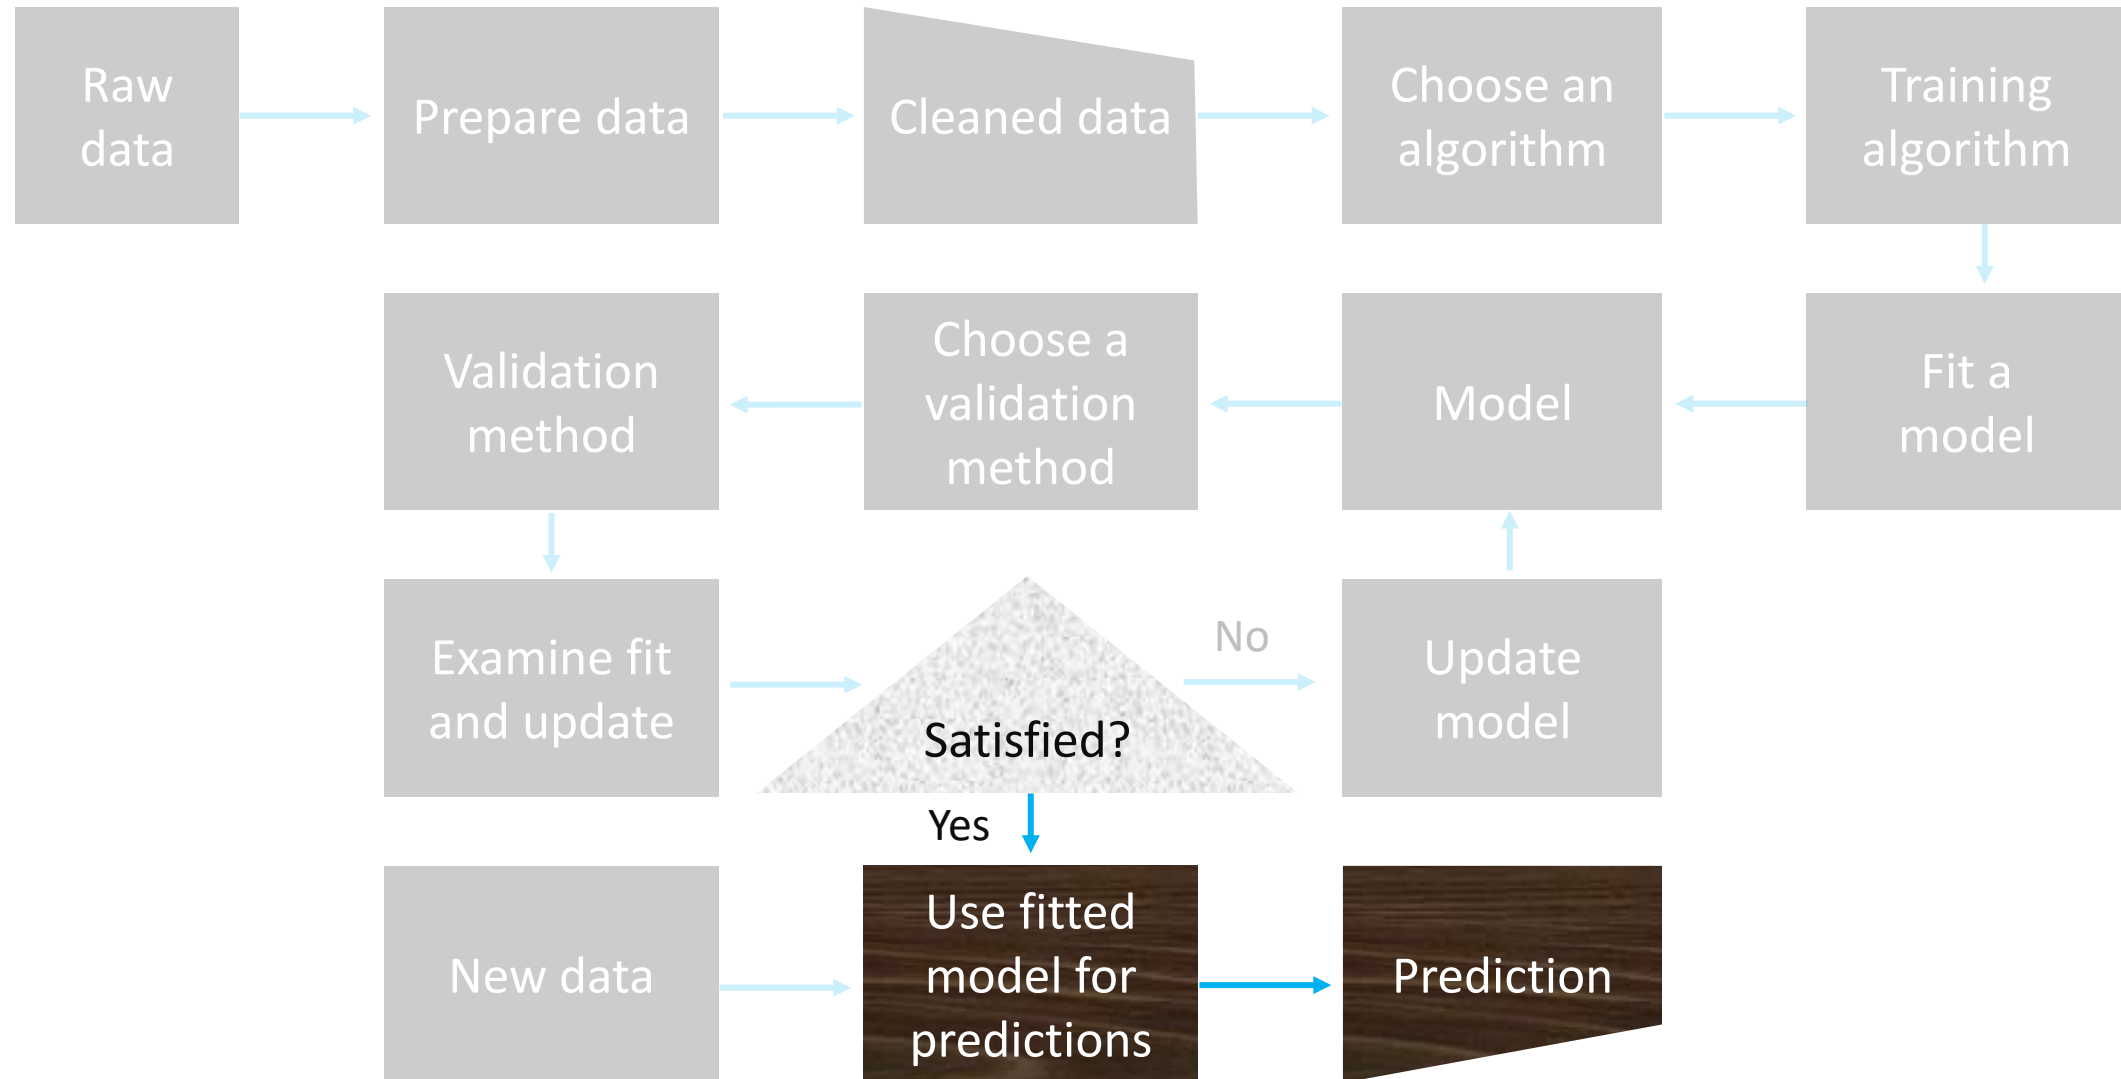 Raw
data
Prepare data
Cleaned data
Choose an
algorithm
Training
algorithm
Validation
method
Choose a
validation
method
Model
Fit a
model
Examine fit
and update
Satisfied?
No
Update
model
Yes
New data
Use fitted
model for
predictions
Prediction